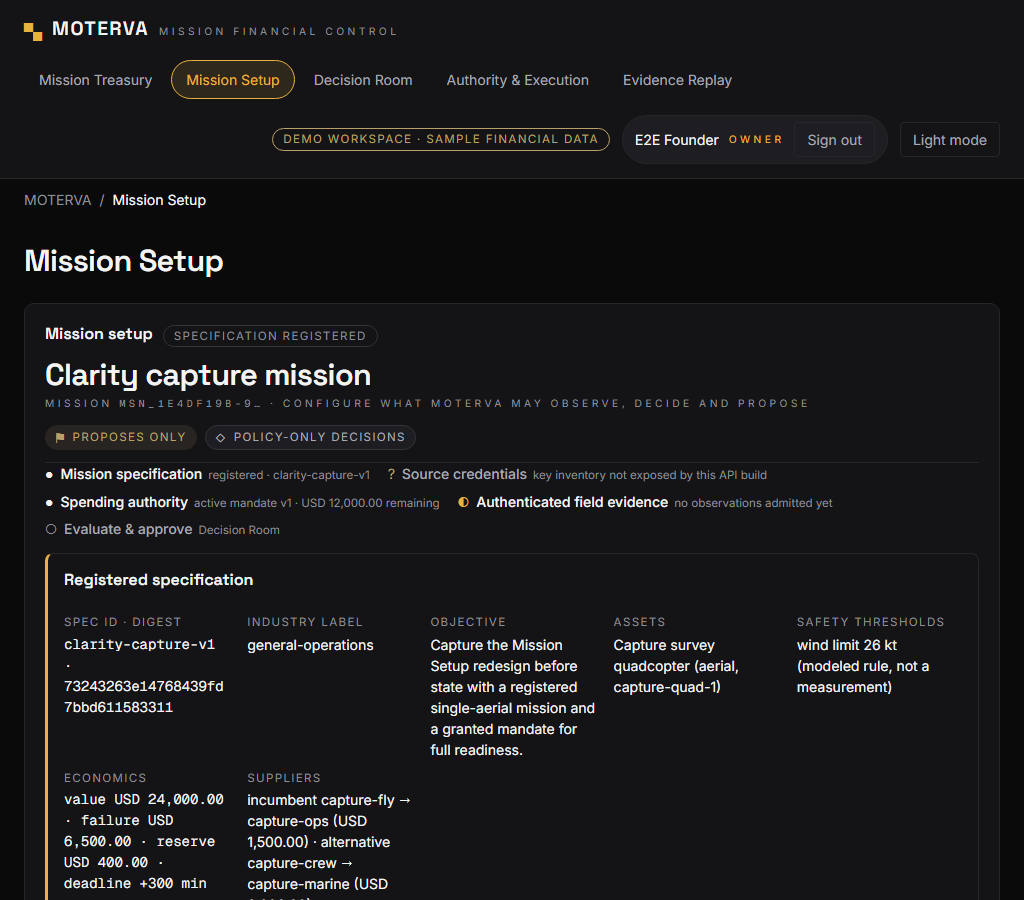 MOTERVA MISSION FINANCIAL CONTROL
Mission Treasury Mission Setup Decision Room Authority & Execution Evidence Replay
DEMO WORKSPACE · SAMPLE FINANCIAL DATA E2E Founder OWNER Sign out Light mode
MOTERVA / Mission Setup
Mission Setup
Mission setup SPECIFICATION REGISTERED
Clarity capture mission
MISSION MSN_1E4DF19B-9… · CONFIGURE WHAT MOTERVA MAY OBSERVE, DECIDE AND PROPOSE
⚑ PROPOSES ONLY ◇ POLICY-ONLY DECISIONS
● Mission specification registered · clarity-capture-v1 ? Source credentials key inventory not exposed by this API build
● Spending authority active mandate v1 · USD 12,000.00 remaining ◐ Authenticated field evidence no observations admitted yet
○ Evaluate & approve Decision Room
Registered specification
SPEC ID · DIGEST
clarity-capture-v1
·
73243263e14768439fd
7bbd611583311
INDUSTRY LABEL
general-operations
OBJECTIVE
Capture the Mission
Setup redesign before
state with a registered
single-aerial mission and
a granted mandate for
full readiness.
ASSETS
Capture survey
quadcopter (aerial,
capture-quad-1)
SAFETY THRESHOLDS
wind limit 26 kt
(modeled rule, not a
measurement)
ECONOMICS
value USD 24,000.00
· failure USD
6,500.00 · reserve
USD 400.00 ·
deadline +300 min
SUPPLIERS
incumbent capture-fly →
capture-ops (USD
1,500.00) · alternative
capture-crew →
capture-marine (USD